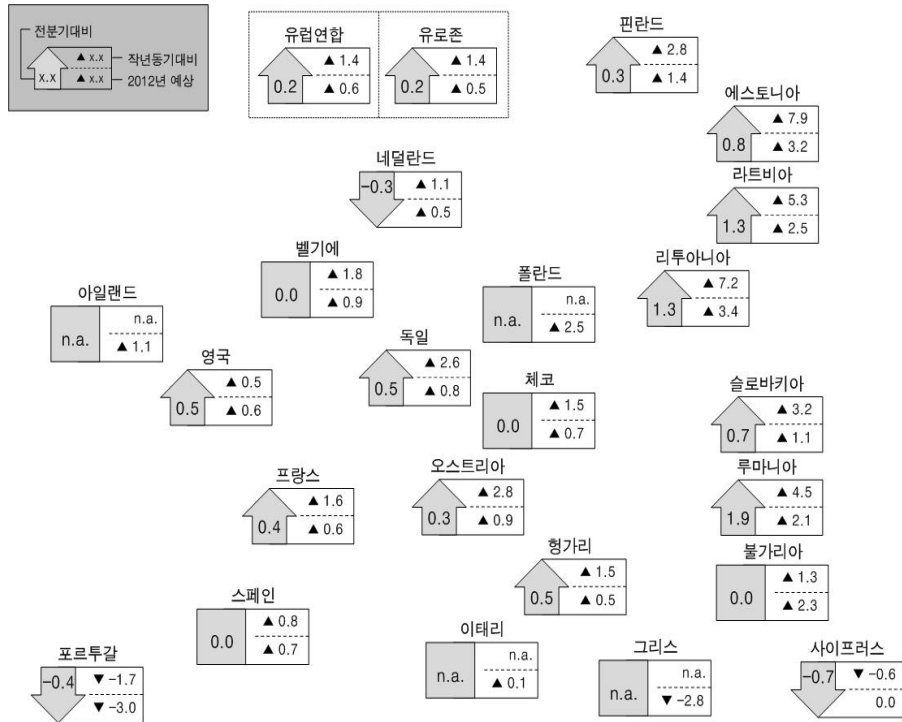 전분기대비
x.x
▲ x.x 작년동기대비
▲ x.x 2012년 예상
유럽연합
0.2
▲ 1.4
▲ 0.6
유로존
0.2
▲ 1.4
▲ 0.5
핀란드
0.3
▲ 2.8
▲ 1.4
에스토니아
0.8
▲ 7.9
▲ 3.2
네덜란드
-0.3
▲ 1.1
▲ 0.5
라트비아
1.3
▲ 5.3
▲ 2.5
벨기에
0.0
▲ 1.8
▲ 0.9
리투아니아
1.3
▲ 7.2
▲ 3.4
폴란드
n.a.
n.a.
▲ 2.5
아일랜드
n.a.
n.a.
▲ 1.1
영국
0.5
▲ 0.5
▲ 0.6
독일
0.5
▲ 2.6
▲ 0.8
체코
0.0
▲ 1.5
▲ 0.7
슬로바키아
0.7
▲ 3.2
▲ 1.1
프랑스
0.4
▲ 1.6
▲ 0.6
오스트리아
0.3
▲ 2.8
▲ 0.9
루마니아
1.9
▲ 4.5
▲ 2.1
헝가리
0.5
▲ 1.5
▲ 0.5
불가리아
0.0
▲ 1.3
▲ 2.3
스페인
0.0
▲ 0.8
▲ 0.7
이태리
n.a.
n.a.
▲ 0.1
그리스
n.a.
n.a.
▼ -2.8
사이프러스
-0.7
▼ -0.6
0.0
포르투갈
-0.4
▼ -1.7
▼ -3.0